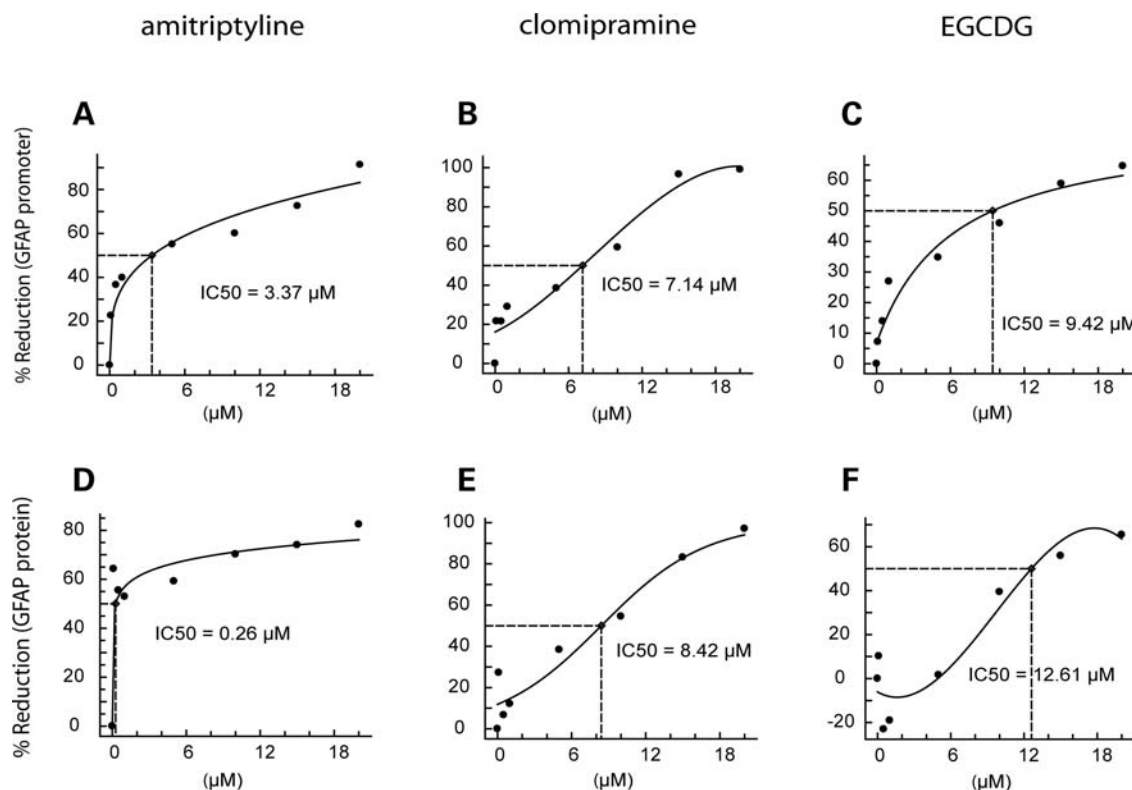 amitriptyline
clomipramine
EGCDG
A
B
C
% Reduction (GFAP promoter)
80
60
40
20
0
IC50 = 3.37 µM
0 6 12 18
(µM)
100
80
60
40
20
0
IC50 = 7.14 µM
0 6 12 18
(µM)
60
50
40
30
20
10
0
IC50 = 9.42 µM
0 6 12 18
(µM)
D
E
F
% Reduction (GFAP protein)
80
60
40
20
0
IC50 = 0.26 µM
0 6 12 18
(µM)
100
80
60
40
20
0
IC50 = 8.42 µM
0 6 12 18
(µM)
60
40
20
0
-20
IC50 = 12.61 µM
0 6 12 18
(µM)